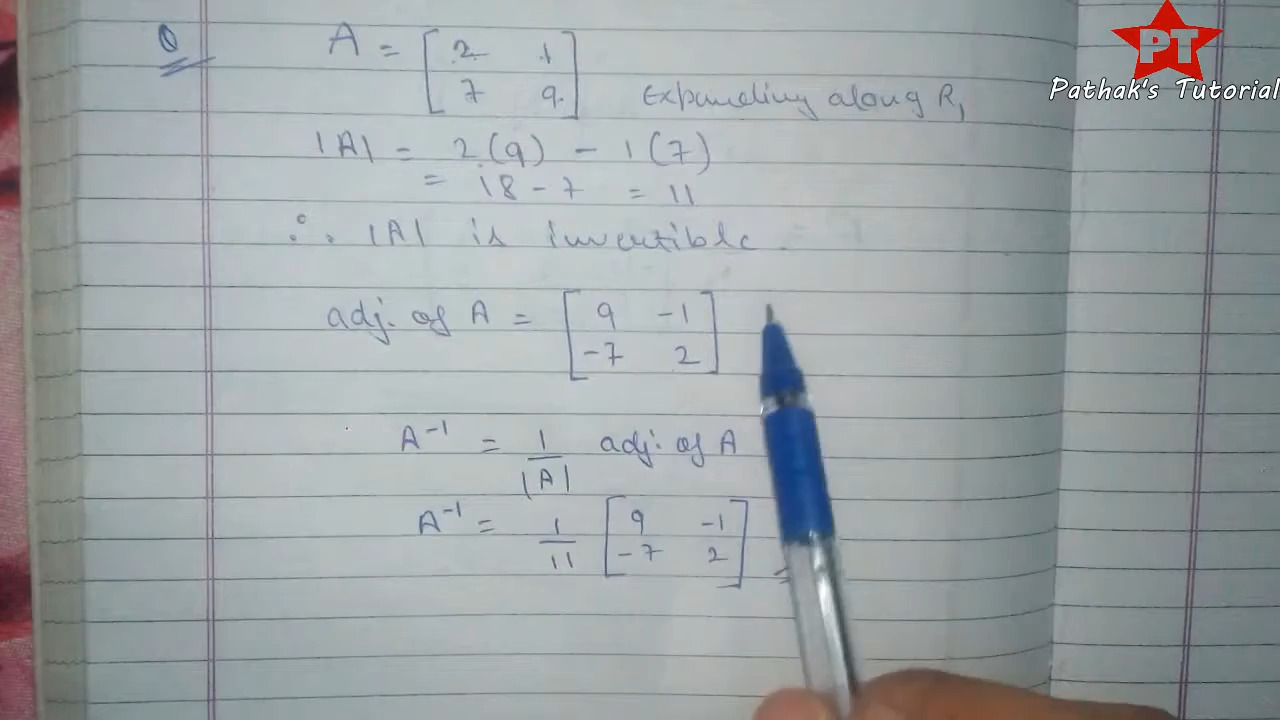 PT
Pathak's Tutorial
Q
A = [2 1
7 9] Expanding along R₁
|A| = 2(9) - 1(7)
= 18 - 7 = 11
∴ |A| is invertible.
adj. of A = [9 -1
-7 2]
A⁻¹ = 1/|A| adj. of A
A⁻¹ = 1/11 [9 -1
-7 2]